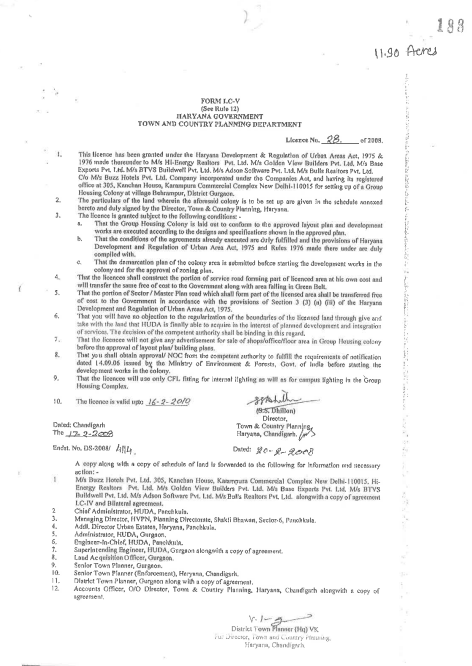 188
11.90 Acres
FORM LC-V
(See Rule 12)
HARYANA GOVERNMENT
TOWN AND COUNTRY PLANNING DEPARTMENT
Licence No. 28. of 2008.
1. This licence has been granted under the Haryana Development & Regulation of Urban Areas Act, 1975 &
1976 made thereunder to M/s Hi-Energy Realtors Pvt. Ltd. M/s Golden View Builders Pvt. Ltd, M/s Base
Exports Pvt. Ltd. M/s BTVS Buildwell Pvt. Ltd. M/s Adson Software Pvt. Ltd. M/s Bulls Realtors Pvt. Ltd.
C/o M/s Buzz Hotels Pvt. Ltd. Company incorporated under the Companies Act, and having its registered
office at 305, Kanchan House, Karampura Commercial Complex New Delhi-110015 for setting up of a Group
Housing Colony at village Behrampur, District Gurgaon.
2. The particulars of the land wherein the aforesaid colony is to be set up are given in the schedule annexed
hereto and duly signed by the Director, Town & Country Planning, Haryana.
3. The licence is granted subject to the following conditions: -
a. That the Group Housing Colony is laid out to conform to the approved layout plan and development
works are executed according to the designs and specifications shown in the approved plan.
b. That the conditions of the agreements already executed are duly fulfilled and the provisions of Haryana
Development and Regulation of Urban Area Act, 1975 and Rules 1976 made there under are duly
complied with.
c. That the demarcation plan of the colony area is submitted before starting the development works in the
colony and for the approval of zoning plan.
4. That the licencees shall construct the portion of service road forming part of licenced area at his own cost and
will transfer the same free of cost to the Government along with area falling in Green Belt.
5. That the portion of Sector / Master Plan road which shall form part of the licensed area shall be transferred free
of cost to the Government in accordance with the provisions of Section 3 (3) (a) (iii) of the Haryana
Development and Regulation of Urban Areas Act, 1975.
6. That you will have no objection to the regularization of the boundaries of the licensed land through give and
take with the land that HUDA is finally able to acquire in the interest of planned development and integration
of services. The decision of the competent authority shall be binding in this regard.
7. That the licencees will not give any advertisement for sale of shops/office/floor area in Group Housing colony
before the approval of layout plan/ building plans.
8. That you shall obtain approval/ NOC from the competent authority to fulfill the requirements of notification
dated 14.09.06 issued by the Ministry of Environment & Forests, Govt. of India before starting the
development works in the colony.
9. That the licencees will use only CFL fitting for internal lighting as well as for campus lighting in the Group
Housing Complex.
10. The licence is valid upto 16-2-2010
(S.S. Dhillon)
Director,
Dated: Chandigarh Town & Country Planning,
The 17-2-2008 Haryana, Chandigarh.
Endst. No. DS-2008/ Dated: 20-2-2008
A copy along with a copy of schedule of land is forwarded to the following for information and necessary
action: -
1 M/s Buzz Hotels Pvt. Ltd. 305, Kanchan House, Karampura Commercial Complex New Delhi-110015. Hi-
Energy Realtors Pvt. Ltd. M/s Golden View Builders Pvt. Ltd. M/s Base Exports Pvt. Ltd. M/s BTVS
Buildwell Pvt. Ltd. M/s Adson Software Pvt. Ltd. M/s Bulls Realtors Pvt. Ltd. alongwith a copy of agreement
LC-IV and Bilateral agreement.
2 Chief Administrator, HUDA, Panchkula.
3. Managing Director, HVPN, Planning Directorate, Shakti Bhawan, Sector-6, Panchkula.
4. Addl. Director Urban Estates, Haryana, Panchkula.
5. Administrator, HUDA, Gurgaon.
6. Engineer-in-Chief, HUDA, Panchkula.
7. Superintending Engineer, HUDA, Gurgaon alongwith a copy of agreement.
8. Land Acquisition Officer, Gurgaon.
9. Senior Town Planner, Gurgaon.
10. Senior Town Planner (Enforcement), Haryana, Chandigarh.
11. District Town Planner, Gurgaon along with a copy of agreement.
12. Accounts Officer, O/O Director, Town & Country Planning, Haryana, Chandigarh alongwith a copy of
agreement.
District Town Planner (Hq) VK
For Director, Town and Country Planning,
Haryana, Chandigarh.